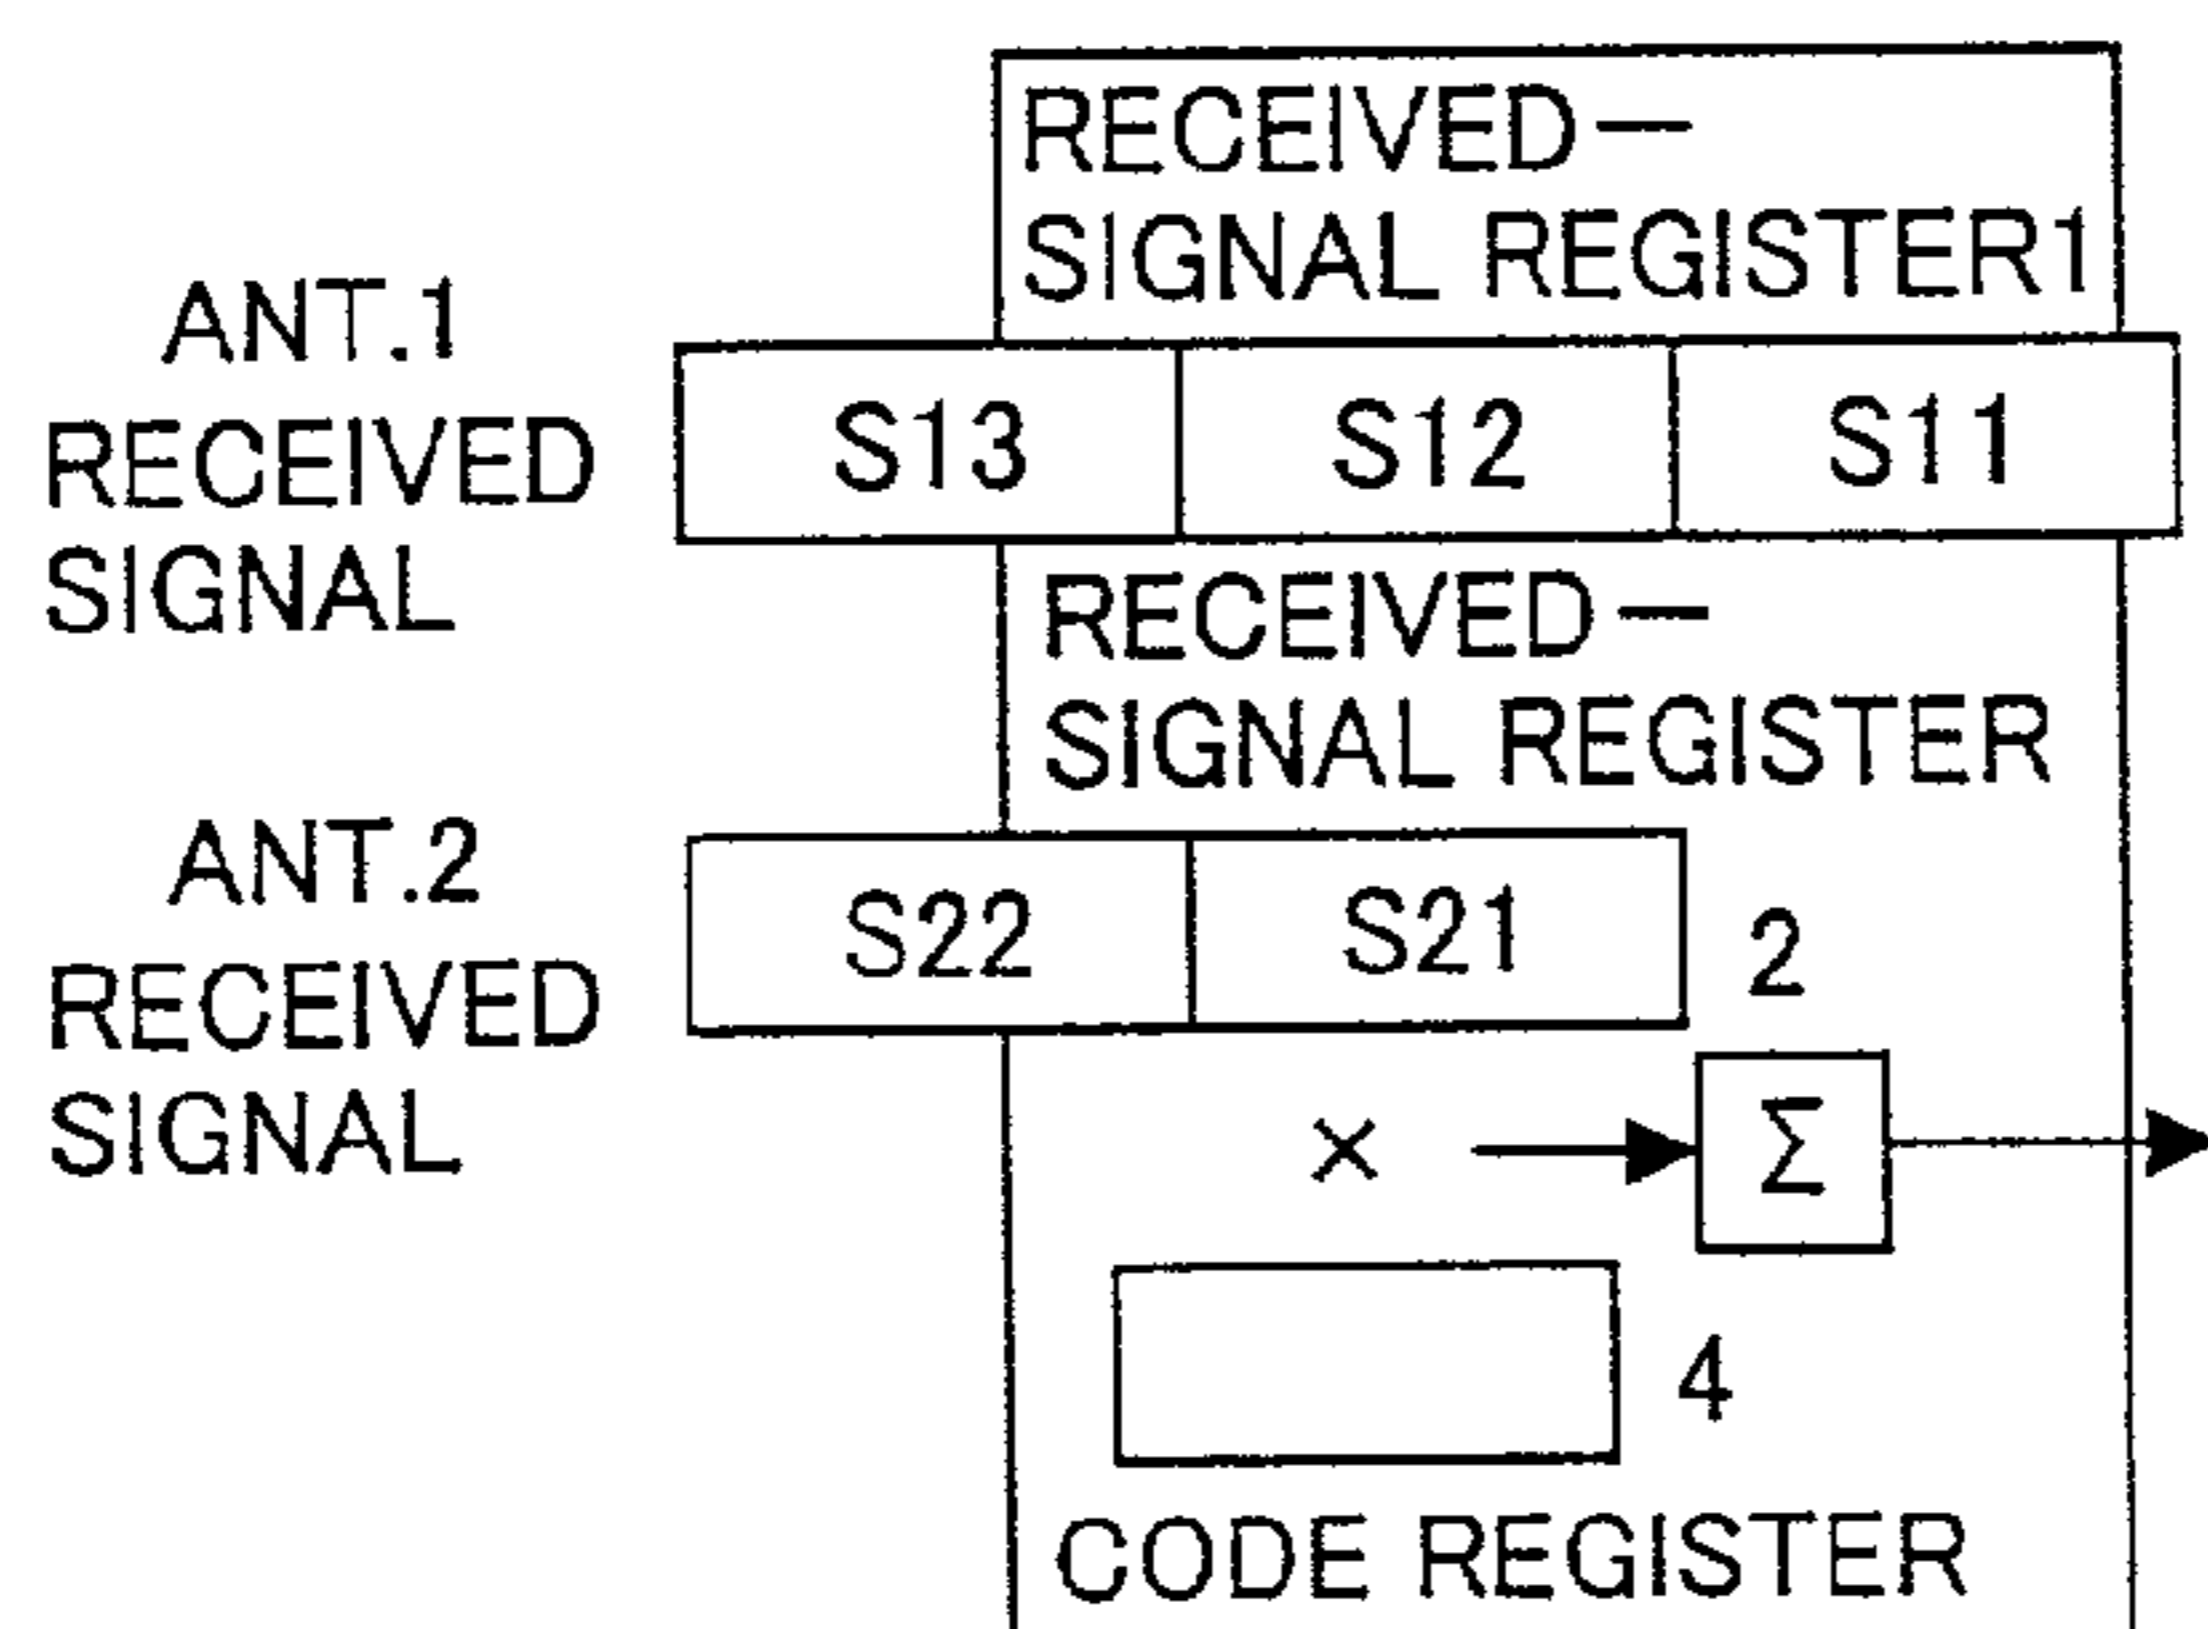 RECEIVED—
SIGNAL REGISTER1
ANT.1
RECEIVED
SIGNAL
S13 S12 S11
RECEIVED—
SIGNAL REGISTER
ANT.2
RECEIVED
SIGNAL
S22 S21 2
× Σ
4
CODE REGISTER